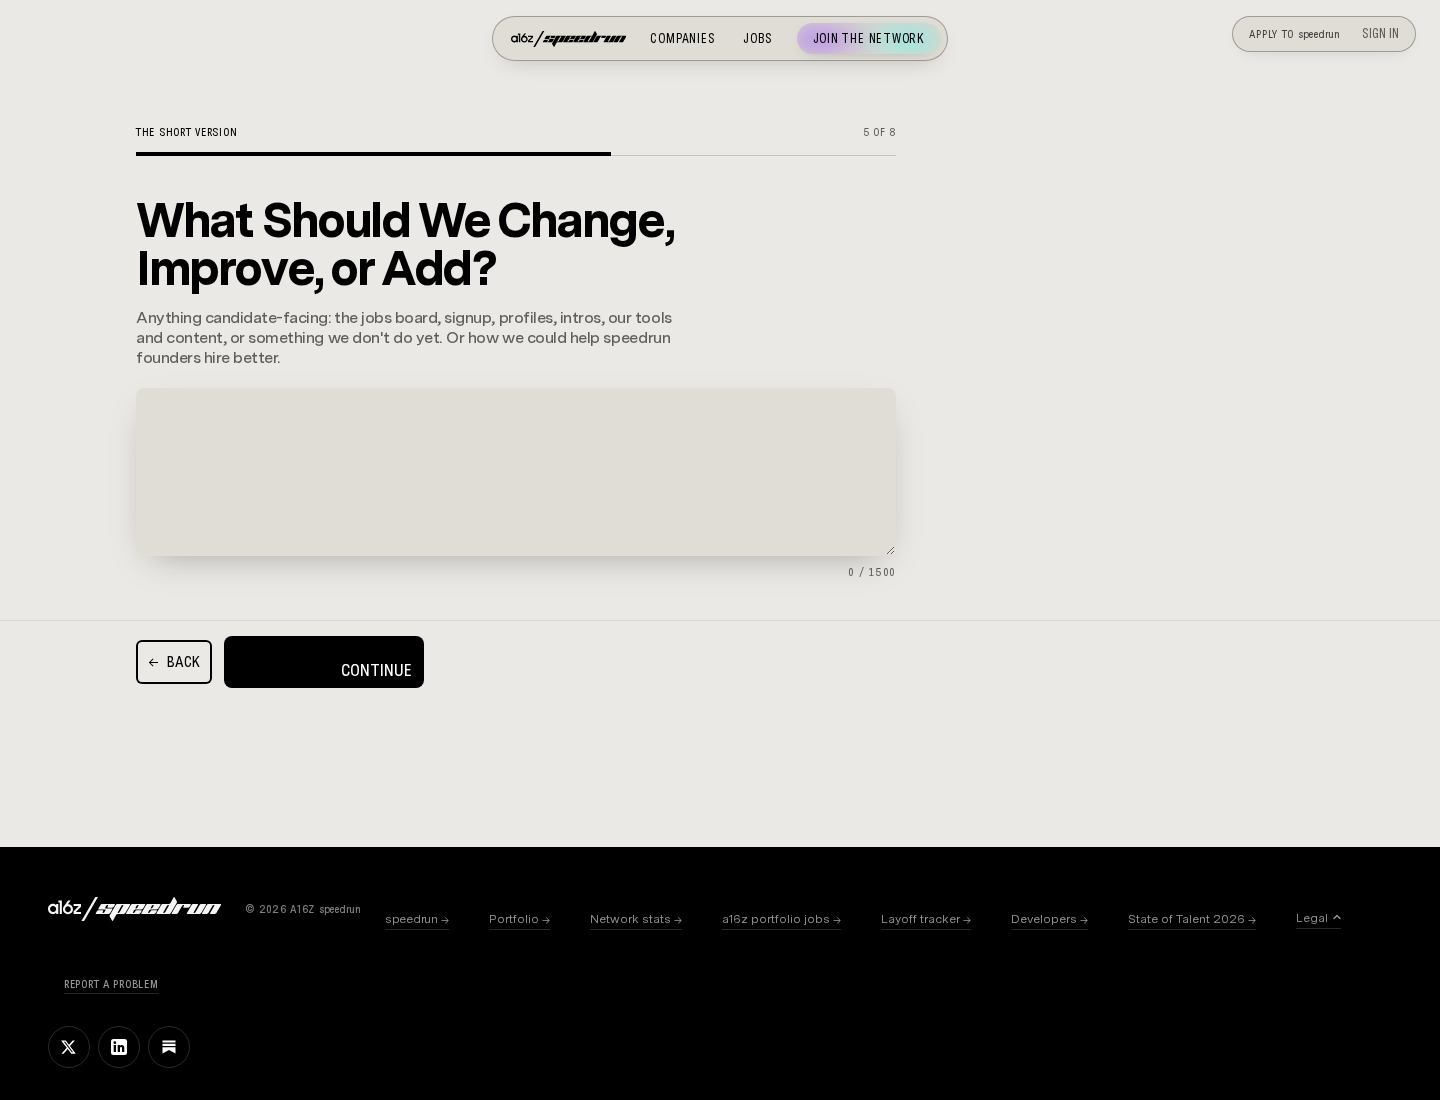 a16z/speedrun COMPANIES JOBS JOIN THE NETWORK
APPLY TO speedrun SIGN IN
THE SHORT VERSION 5 OF 8
What Should We Change,
Improve, or Add?
Anything candidate-facing: the jobs board, signup, profiles, intros, our tools
and content, or something we don't do yet. Or how we could help speedrun
founders hire better.
0 / 1500
← BACK CONTINUE
a16z/speedrun © 2026 A16Z speedrun speedrun → Portfolio → Network stats → a16z portfolio jobs → Layoff tracker → Developers → State of Talent 2026 → Legal
REPORT A PROBLEM